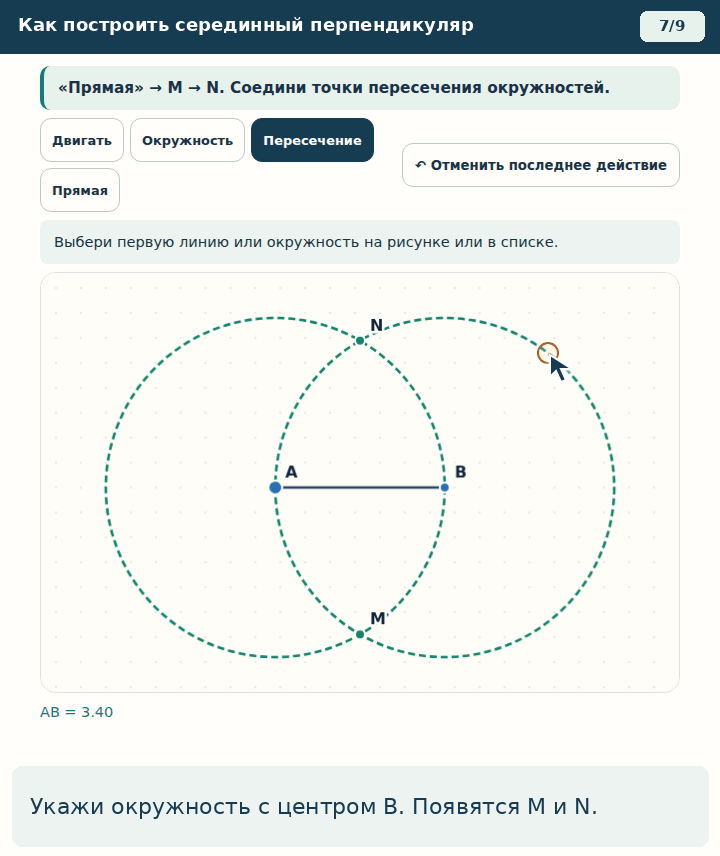 Как построить серединный перпендикуляр
7/9
«Прямая» → M → N. Соедини точки пересечения окружностей.
Двигать
Окружность
Пересечение
Прямая
↶ Отменить последнее действие
Выбери первую линию или окружность на рисунке или в списке.
N
A
B
M
AB = 3.40
Укажи окружность с центром B. Появятся M и N.